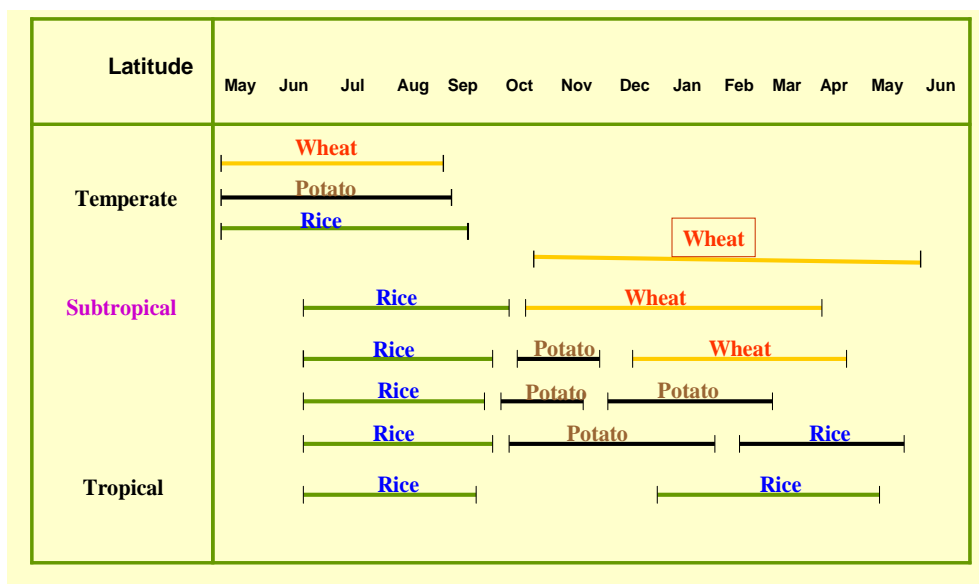 Latitude
May Jun Jul Aug Sep Oct Nov Dec Jan Feb Mar Apr May Jun
Wheat
Temperate
Potato
Rice
Wheat
Subtropical
Rice Wheat
Rice Potato Wheat
Rice Potato Potato
Rice Potato Rice
Tropical
Rice Rice